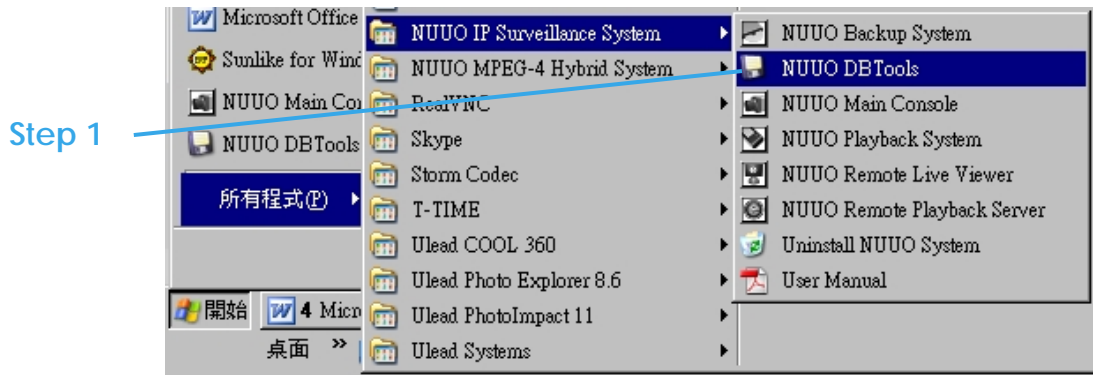 Step 1
Microsoft Office
Sunlike for Wind
NUUO Main Con
NUUO DBTools
所有程式(P)
開始
4 Micr
桌面 »
NUUO IP Surveillance System
NUUO MPEG-4 Hybrid System
RealVNC
Skype
Storm Codec
T-TIME
Ulead COOL 360
Ulead Photo Explorer 8.6
Ulead PhotoImpact 11
Ulead Systems
NUUO Backup System
NUUO DBTools
NUUO Main Console
NUUO Playback System
NUUO Remote Live Viewer
NUUO Remote Playback Server
Uninstall NUUO System
User Manual